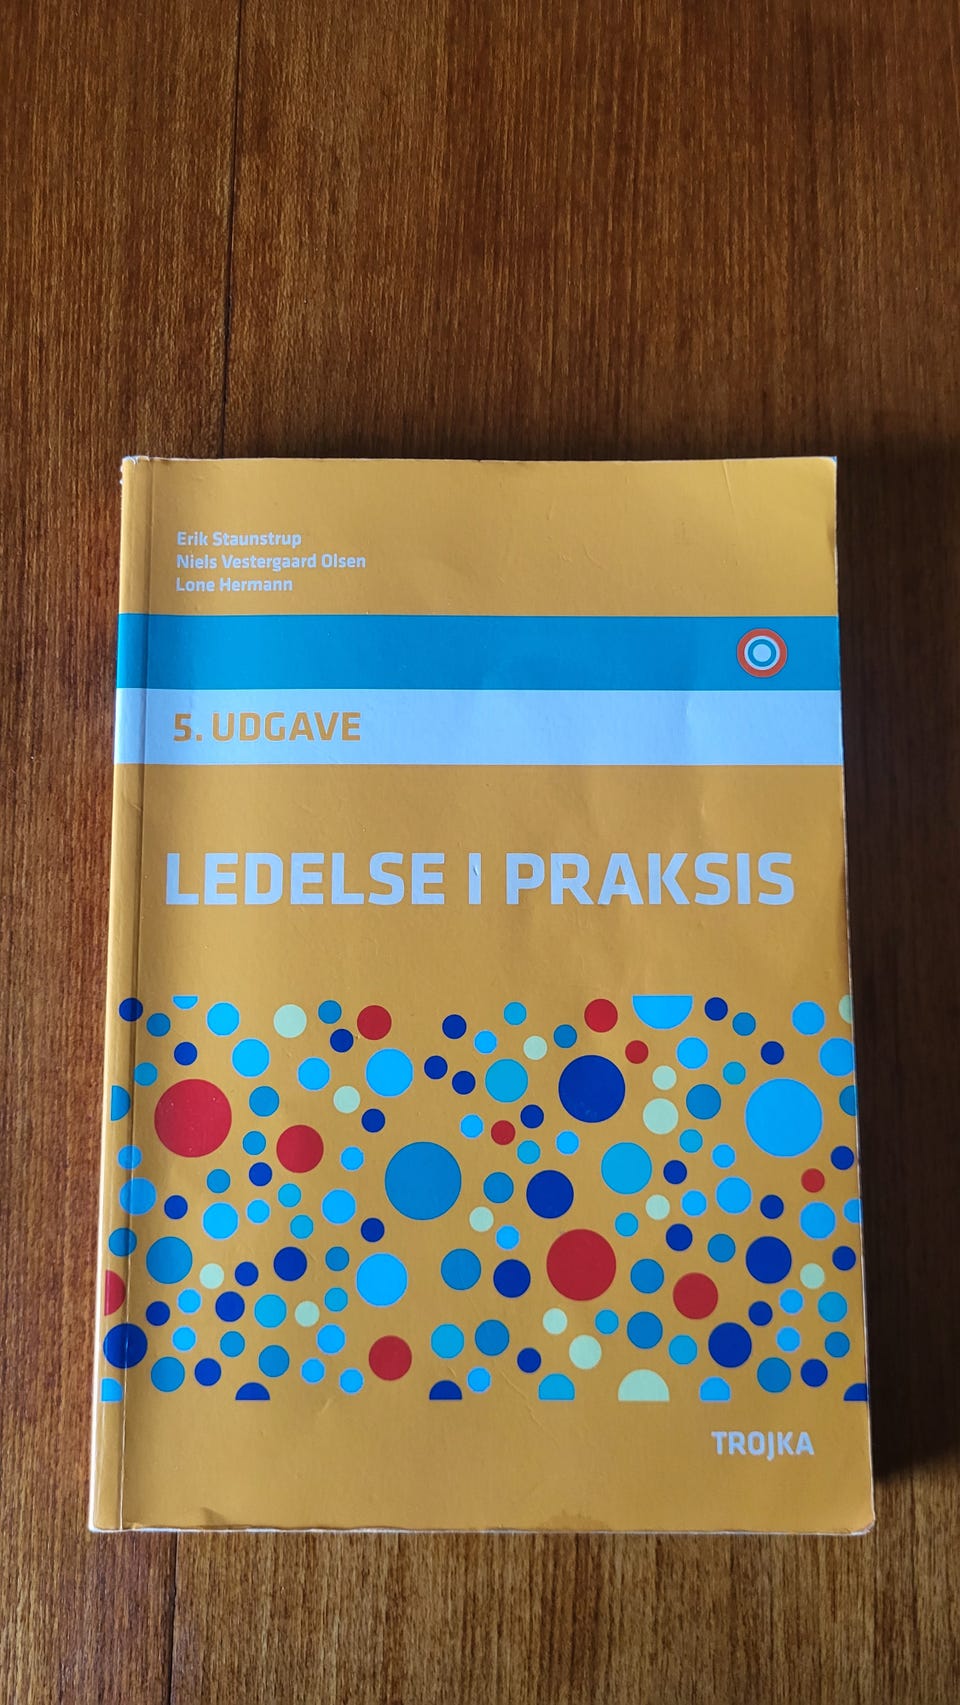 Erik Staunstrup
Niels Vestergaard Olsen
Lone Hermann
5. UDGAVE
LEDELSE I PRAKSIS
TROJKA